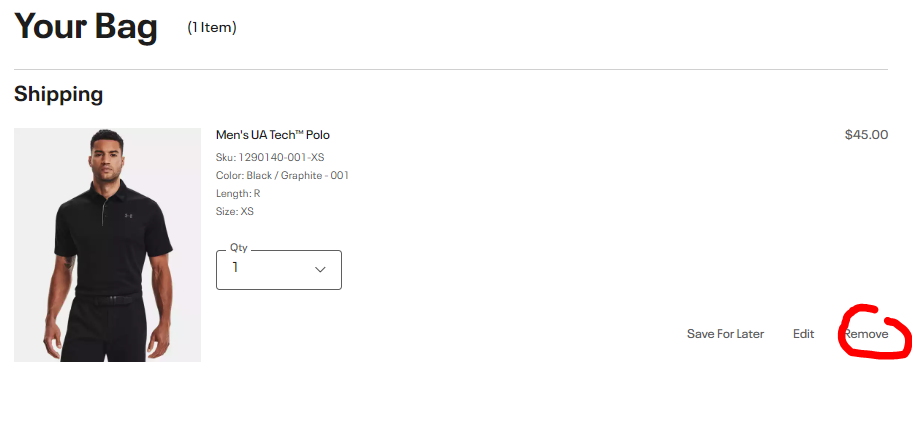 Your Bag (1 Item)
Shipping
Men's UA Tech™ Polo $45.00
Sku: 1290140-001-XS
Color: Black / Graphite - 001
Length: R
Size: XS
Qty
1
Save For Later Edit Remove